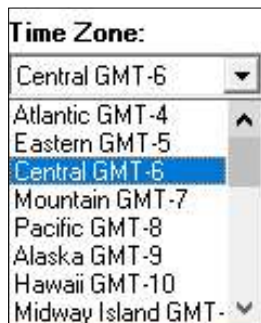 Time Zone:
Central GMT-6
Atlantic GMT-4
Eastern GMT-5
Central GMT-6
Mountain GMT-7
Pacific GMT-8
Alaska GMT-9
Hawaii GMT-10
Midway Island GMT-